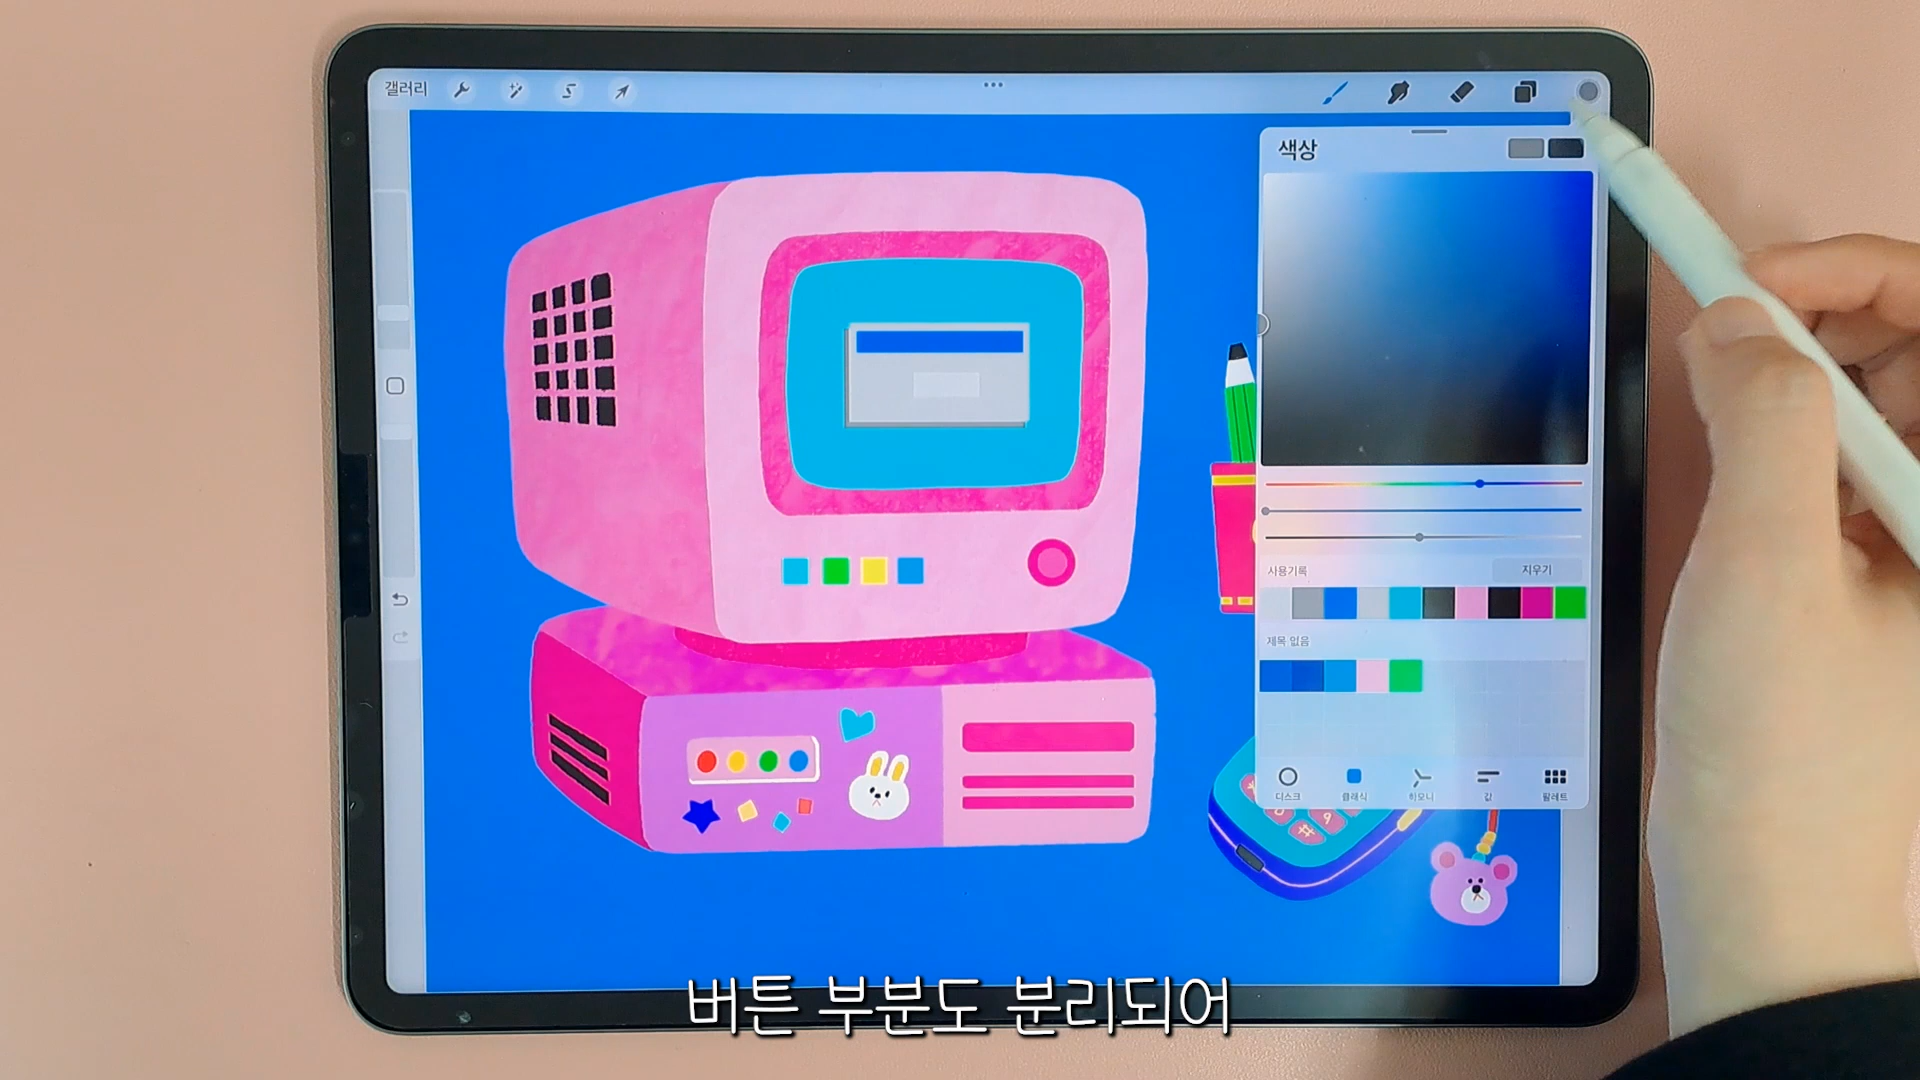 갤러리
색상
사용기록
지우기
제목 없음
디스크
클래식
하모니
값
팔레트
9
#
버튼 부분도 분리되어